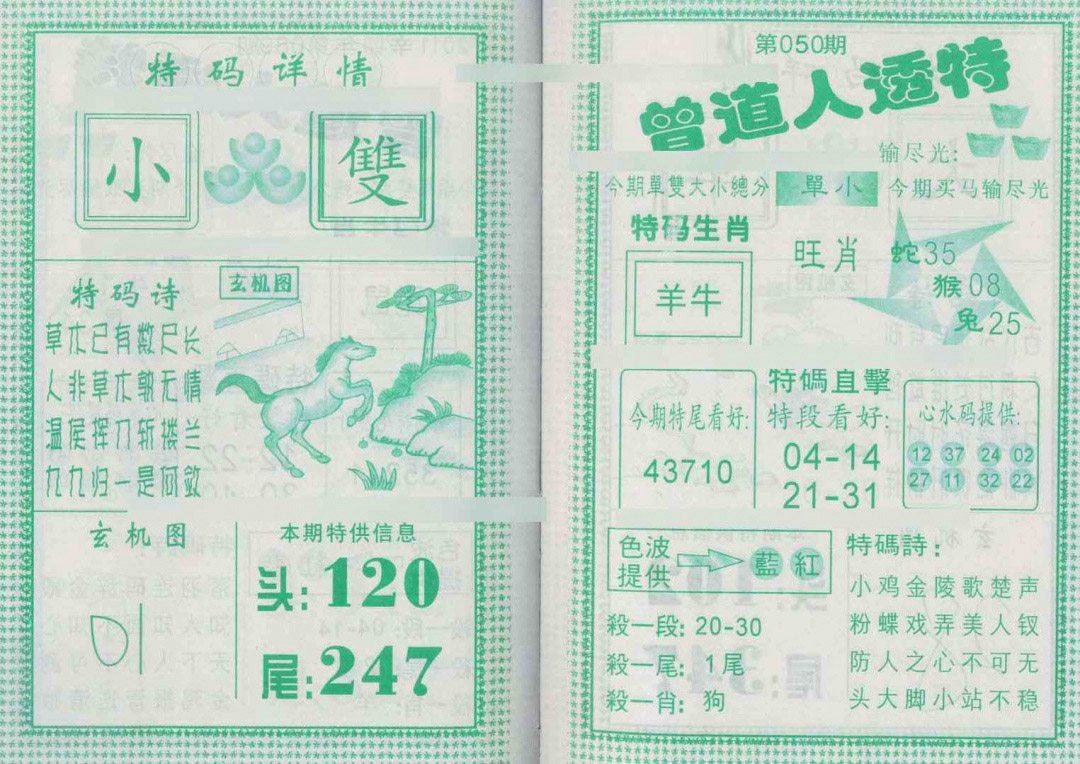 特码详情
小
雙
特码诗
草木已有数尺长
人非草木孰无情
温侯挥刀斩楼兰
九九归一是何数
玄机图
玄机图
本期特供信息
头:120
尾:247
第050期
曾道人透特
输尽光:
今期單雙大小總分
單小
今期买马输尽光
特码生肖
羊牛
旺肖
蛇35
猴08
兔25
特碼直擊
今期特尾看好:
43710
特段看好:
04-14
21-31
心水码提供:
12 37 24 02
27 11 32 22
色波提供
藍 紅
殺一段: 20-30
殺一尾: 1尾
殺一肖: 狗
特碼詩:
小鸡金陵歌楚声
粉蝶戏弄美人钗
防人之心不可无
头大脚小站不稳